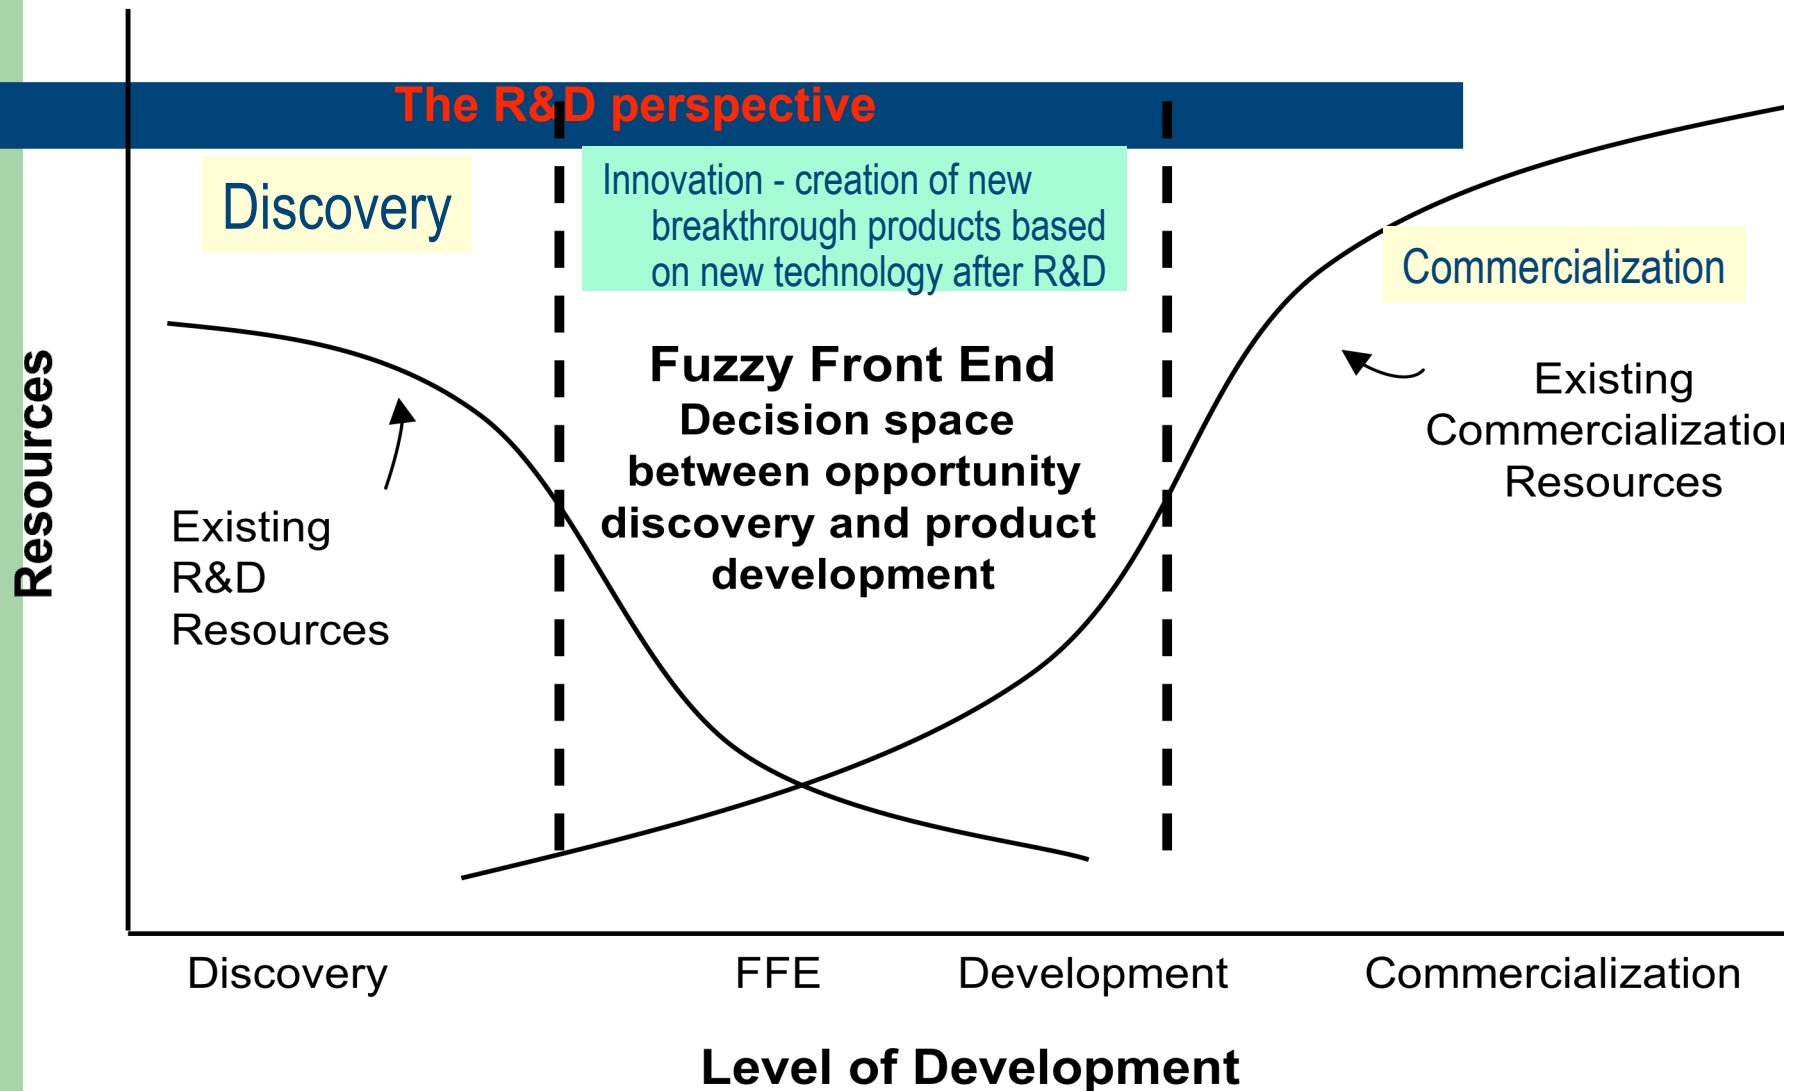 The R&D perspective
Discovery
Innovation - creation of new
breakthrough products based
on new technology after R&D
Commercialization
Fuzzy Front End
Decision space
between opportunity
discovery and product
development
Existing
Commercialization
Resources
Existing
R&D
Resources
Resources
Discovery
FFE
Development
Commercialization
Level of Development